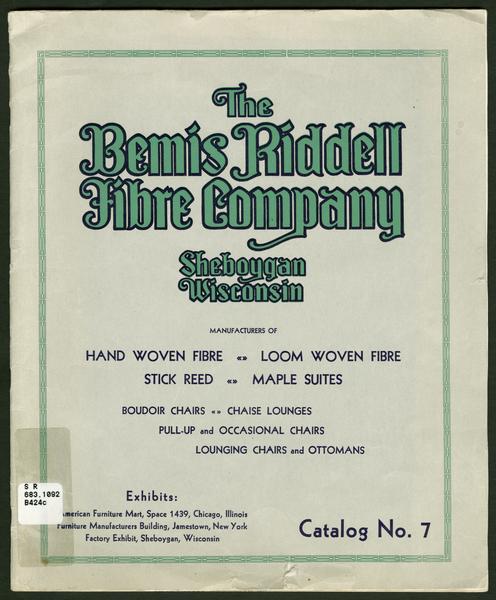 The
Bemis Riddell
Fibre Company
Sheboygan
Wisconsin
MANUFACTURERS OF
HAND WOVEN FIBRE «» LOOM WOVEN FIBRE
STICK REED «» MAPLE SUITES
BOUDOIR CHAIRS «» CHAISE LOUNGES
PULL-UP and OCCASIONAL CHAIRS
LOUNGING CHAIRS and OTTOMANS
S R
683.1092
B424c
Exhibits:
American Furniture Mart, Space 1439, Chicago, Illinois
Furniture Manufacturers Building, Jamestown, New York
Factory Exhibit, Sheboygan, Wisconsin
Catalog No. 7